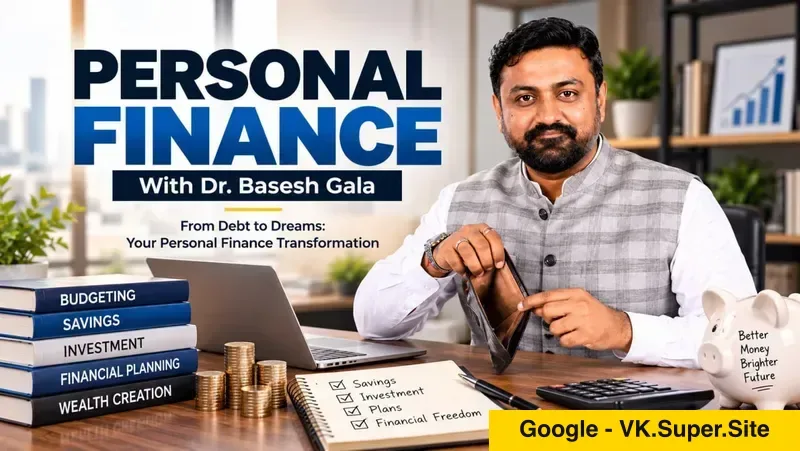 PERSONAL
FINANCE
With Dr. Basesh Gala
From Debt to Dreams:
Your Personal Finance Transformation
BUDGETING
SAVINGS
INVESTMENT
FINANCIAL PLANNING
WEALTH CREATION
Savings
Investment
Plans
Financial Freedom
Better
Money
Brighter
Future
Google - VK.Super.Site